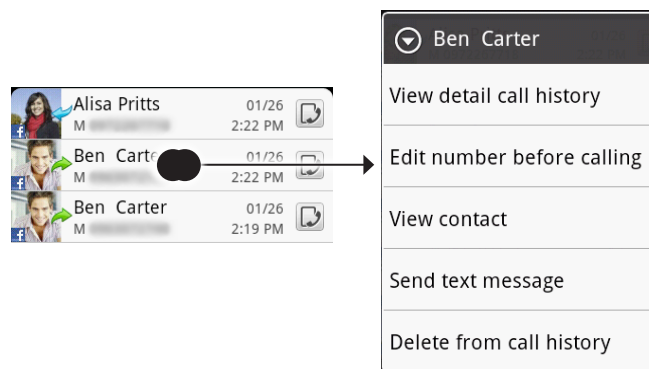 Alisa Pritts 01/26
M 2:22 PM
Ben Carte 01/26
M 2:22 PM
Ben Carter 01/26
M 2:19 PM
Ben Carter
View detail call history
Edit number before calling
View contact
Send text message
Delete from call history